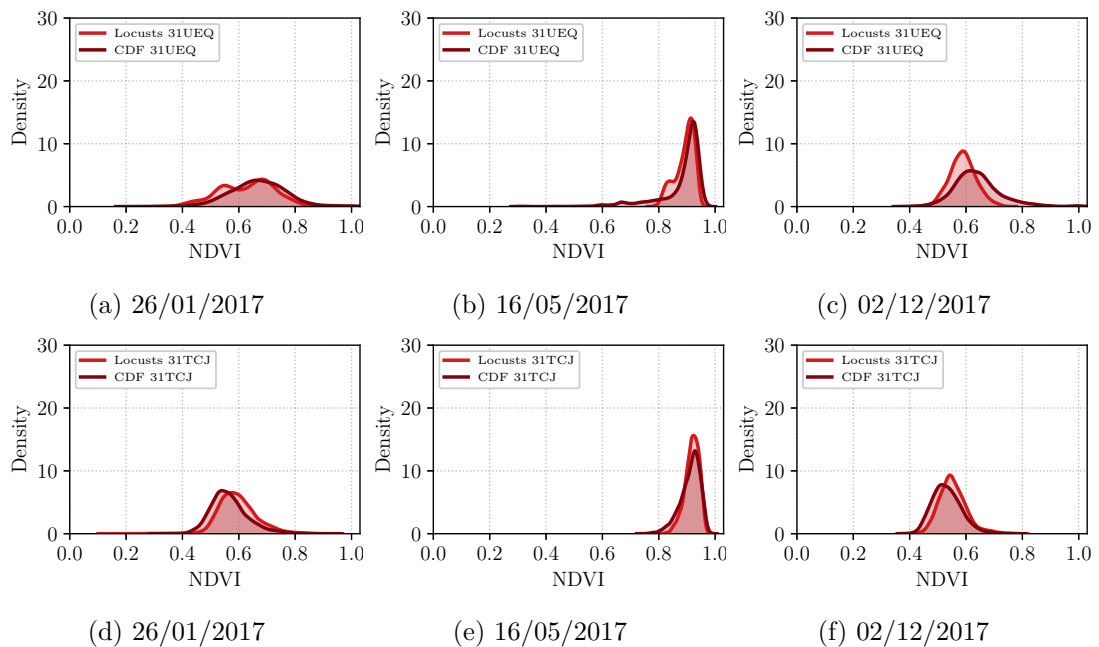 30
20
10
0
Density
Locusts 31UEQ
CDF 31UEQ
0.0 0.2 0.4 0.6 0.8 1.0
NDVI
(a) 26/01/2017
30
20
10
0
Density
Locusts 31UEQ
CDF 31UEQ
0.0 0.2 0.4 0.6 0.8 1.0
NDVI
(b) 16/05/2017
30
20
10
0
Density
Locusts 31UEQ
CDF 31UEQ
0.0 0.2 0.4 0.6 0.8 1.0
NDVI
(c) 02/12/2017
30
20
10
0
Density
Locusts 31TCJ
CDF 31TCJ
0.0 0.2 0.4 0.6 0.8 1.0
NDVI
(d) 26/01/2017
30
20
10
0
Density
Locusts 31TCJ
CDF 31TCJ
0.0 0.2 0.4 0.6 0.8 1.0
NDVI
(e) 16/05/2017
30
20
10
0
Density
Locusts 31TCJ
CDF 31TCJ
0.0 0.2 0.4 0.6 0.8 1.0
NDVI
(f) 02/12/2017